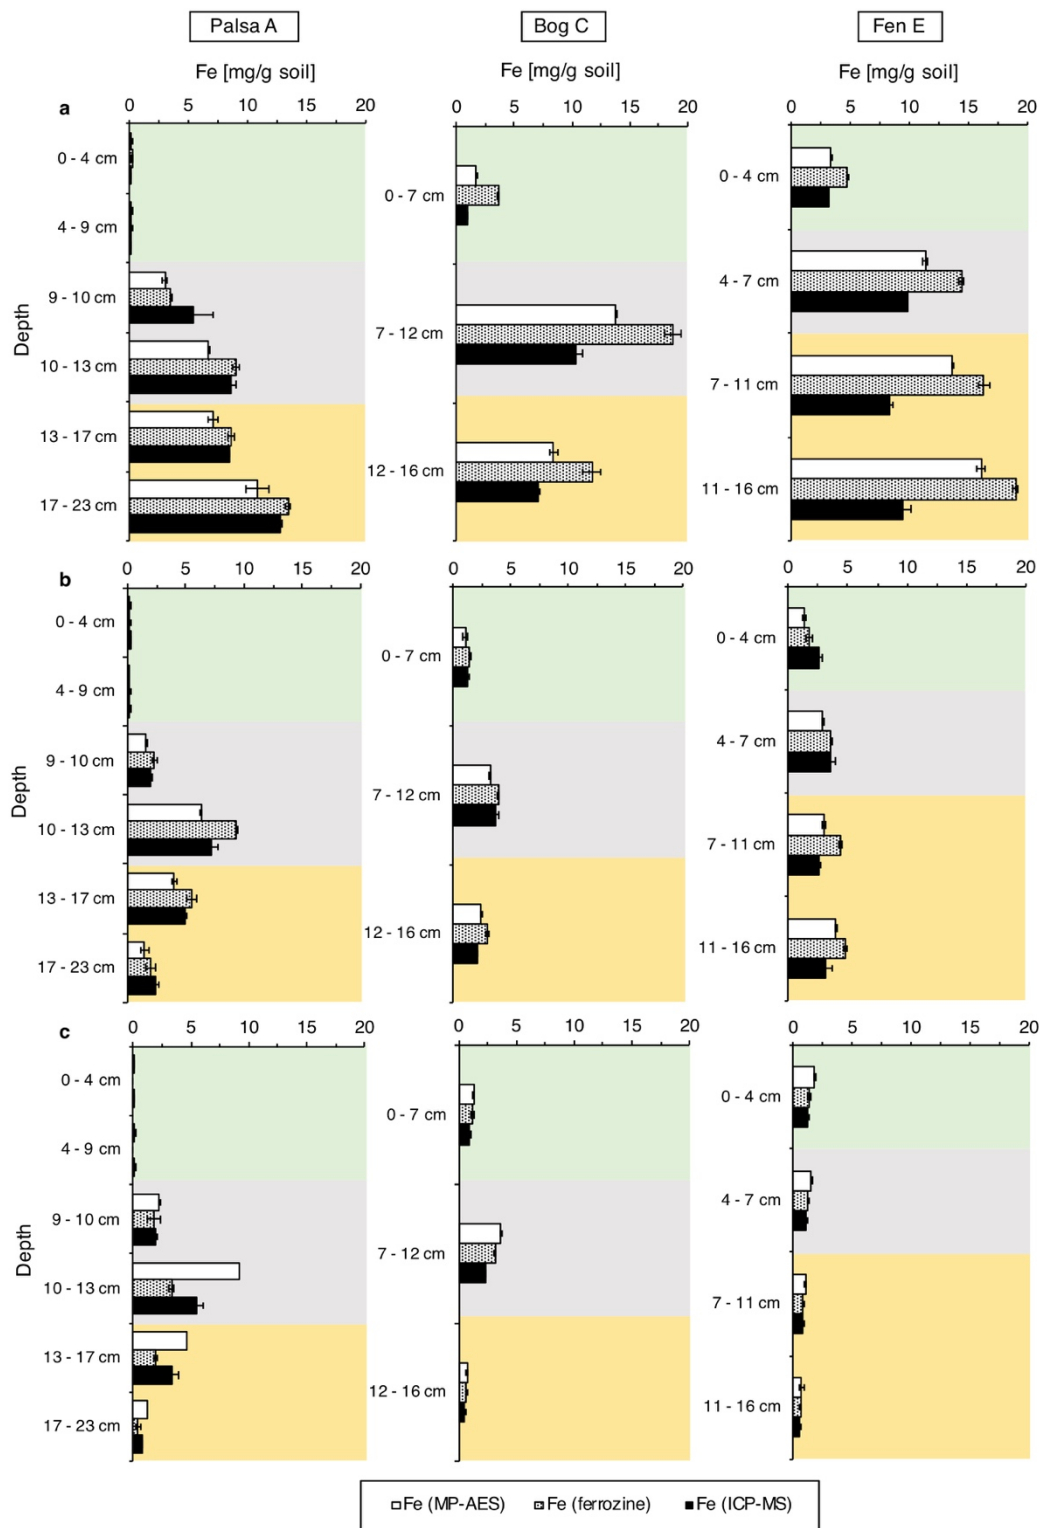 Palsa A Bog C Fen E
Fe [mg/g soil] Fe [mg/g soil] Fe [mg/g soil]
a
0 5 10 15 20 0 5 10 15 20 0 5 10 15 20
Depth
0 - 4 cm
4 - 9 cm
9 - 10 cm
10 - 13 cm
13 - 17 cm
17 - 23 cm
0 - 7 cm
7 - 12 cm
12 - 16 cm
0 - 4 cm
4 - 7 cm
7 - 11 cm
11 - 16 cm
b
0 5 10 15 20 0 5 10 15 20 0 5 10 15 20
Depth
0 - 4 cm
4 - 9 cm
9 - 10 cm
10 - 13 cm
13 - 17 cm
17 - 23 cm
0 - 7 cm
7 - 12 cm
12 - 16 cm
0 - 4 cm
4 - 7 cm
7 - 11 cm
11 - 16 cm
c
0 5 10 15 20 0 5 10 15 20 0 5 10 15 20
Depth
0 - 4 cm
4 - 9 cm
9 - 10 cm
10 - 13 cm
13 - 17 cm
17 - 23 cm
0 - 7 cm
7 - 12 cm
12 - 16 cm
0 - 4 cm
4 - 7 cm
7 - 11 cm
11 - 16 cm
Fe (MP-AES) Fe (ferrozine) Fe (ICP-MS)